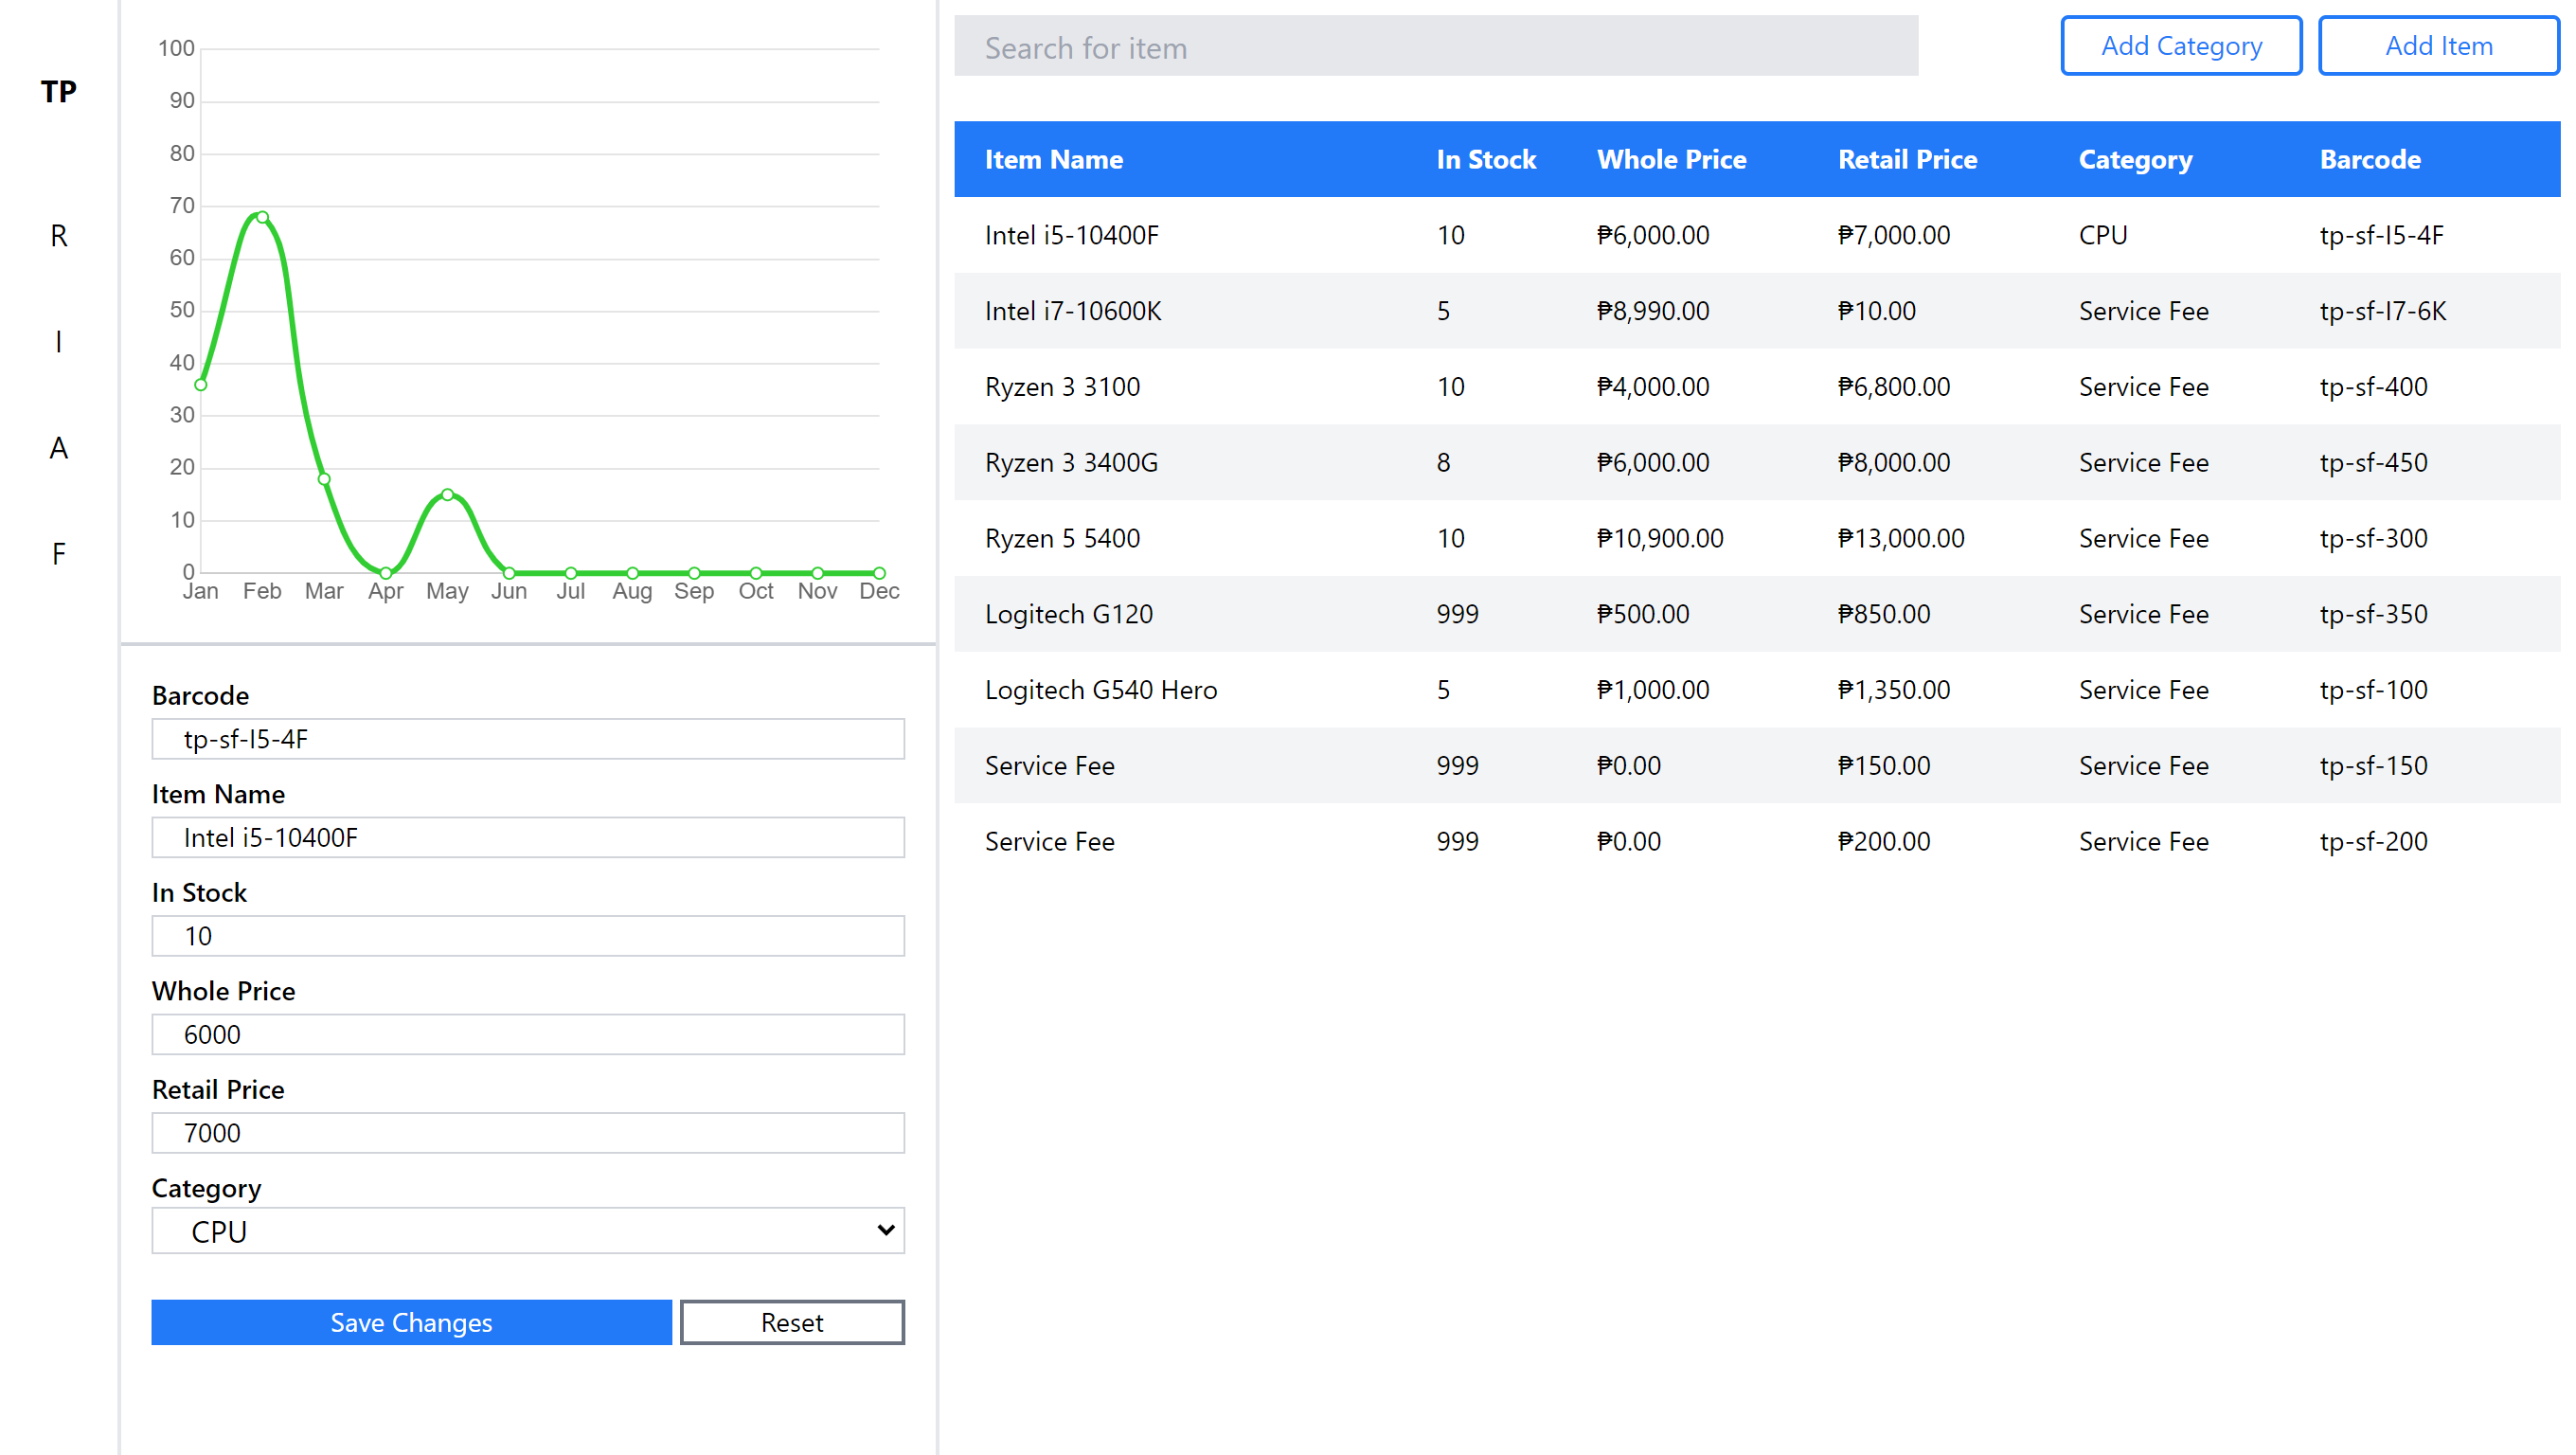 TP
R
I
A
F
100
90
80
70
60
50
40
30
20
10
0
Jan Feb Mar Apr May Jun Jul Aug Sep Oct Nov Dec
Barcode
tp-sf-I5-4F
Item Name
Intel i5-10400F
In Stock
10
Whole Price
6000
Retail Price
7000
Category
CPU
Save Changes Reset
Search for item Add Category Add Item
Item Name In Stock Whole Price Retail Price Category Barcode
Intel i5-10400F 10 ₱6,000.00 ₱7,000.00 CPU tp-sf-I5-4F
Intel i7-10600K 5 ₱8,990.00 ₱10.00 Service Fee tp-sf-I7-6K
Ryzen 3 3100 10 ₱4,000.00 ₱6,800.00 Service Fee tp-sf-400
Ryzen 3 3400G 8 ₱6,000.00 ₱8,000.00 Service Fee tp-sf-450
Ryzen 5 5400 10 ₱10,900.00 ₱13,000.00 Service Fee tp-sf-300
Logitech G120 999 ₱500.00 ₱850.00 Service Fee tp-sf-350
Logitech G540 Hero 5 ₱1,000.00 ₱1,350.00 Service Fee tp-sf-100
Service Fee 999 ₱0.00 ₱150.00 Service Fee tp-sf-150
Service Fee 999 ₱0.00 ₱200.00 Service Fee tp-sf-200